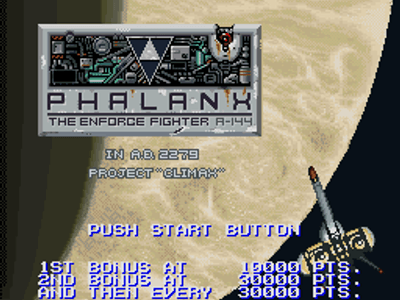 PHALANX
THE ENFORCE FIGHTER A-144
IN A.D. 2279
PROJECT "CLIMAX"
PUSH START BUTTON
1ST BONUS AT 10000 PTS.
2ND BONUS AT 30000 PTS.
AND THEN EVERY 30000 PTS.